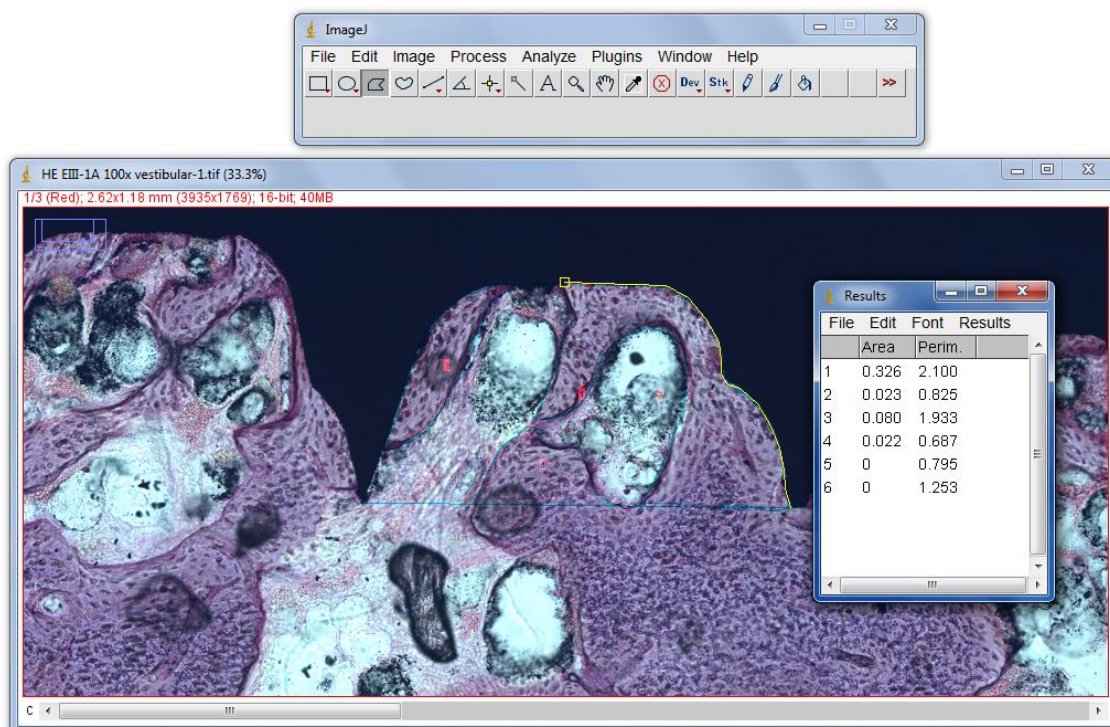 ImageJ
File Edit Image Process Analyze Plugins Window Help
A Dev Stk >>
HE EIII-1A 100x vestibular-1.tif (33.3%)
1/3 (Red); 2.62x1.18 mm (3935x1769); 16-bit; 40MB
Results
File Edit Font Results
Area Perim.
1 0.326 2.100
2 0.023 0.825
3 0.080 1.933
4 0.022 0.687
5 0 0.795
6 0 1.253
C